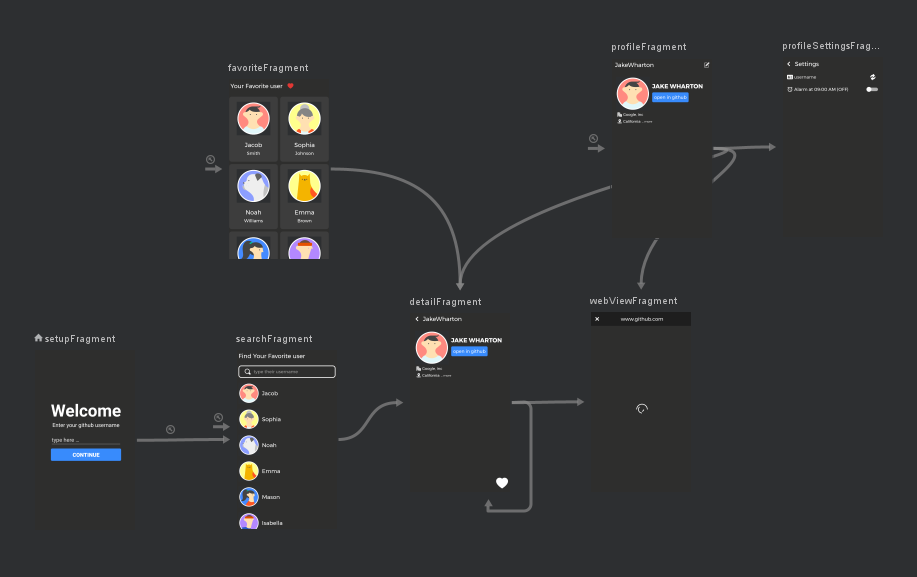 profileFragment
JakeWharton
JAKE WHARTON
open in github
Google, Inc
California ...more
profileSettingsFrag...
Settings
username
Alarm at 09.00 AM (OFF)
favoriteFragment
Your Favorite user
Jacob
Smith
Sophia
Johnson
Noah
Williams
Emma
Brown
detailFragment
JakeWharton
JAKE WHARTON
open in github
Google, Inc
California ...more
webViewFragment
www.github.com
setupFragment
Welcome
Enter your github username
type here ...
CONTINUE
searchFragment
Find Your Favorite user
type their username
Jacob
Sophia
Noah
Emma
Mason
Isabella